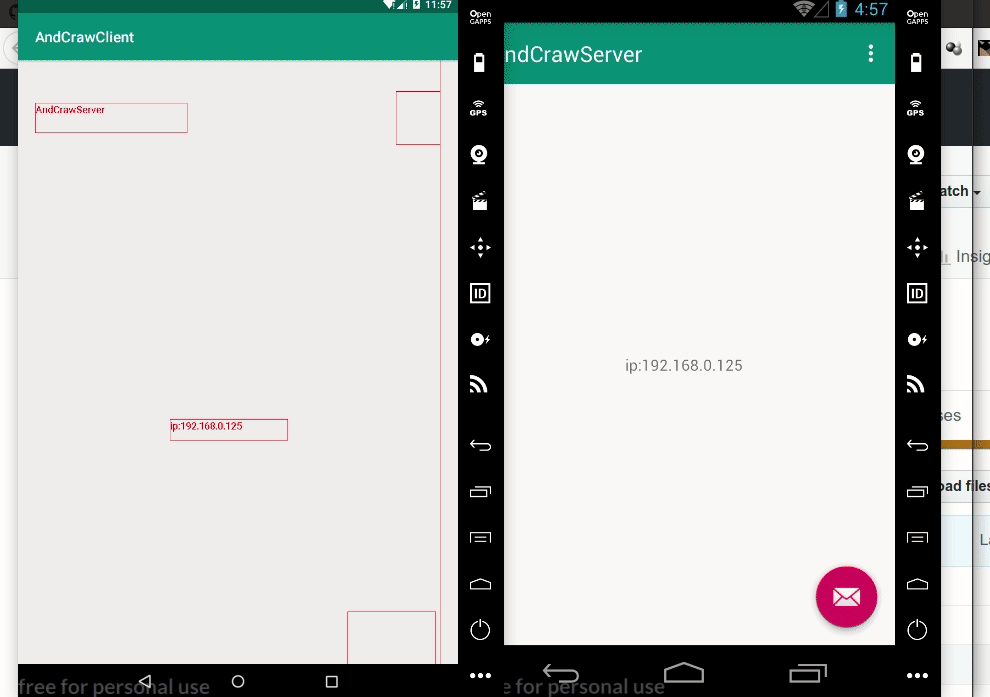 11:57
AndCrawClient
AndCrawServer
ip:192.168.0.125
free for personal use
Open
GAPPS
GPS
ID
4:57
ndCrawServer
ip:192.168.0.125
e for personal use
Open
GAPPS
GPS
ID
atch
Insig
ses
oad files
La